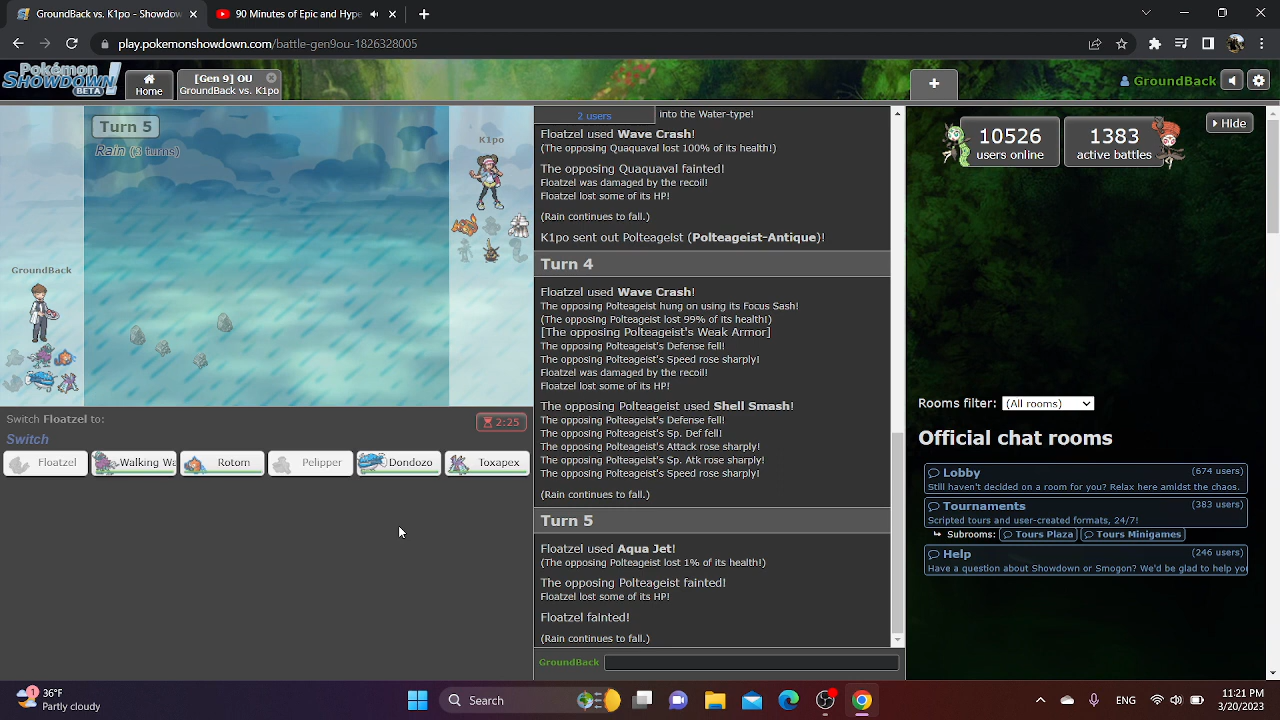 GroundBack vs. K1po - Showdow
90 Minutes of Epic and Hype
play.pokemonshowdown.com/battle-gen9ou-1826328005
Pokémon
SHOWDOWN!
BETA
Home
[Gen 9] OU
GroundBack vs. K1po
+
GroundBack
Turn 5
Rain (3 turns)
K1po
GroundBack
2 users
into the Water-type!
Floatzel used Wave Crash!
(The opposing Quaquaval lost 100% of its health!)
The opposing Quaquaval fainted!
Floatzel was damaged by the recoil!
Floatzel lost some of its HP!
(Rain continues to fall.)
K1po sent out Polteageist (Polteageist-Antique)!
Turn 4
Floatzel used Wave Crash!
The opposing Polteageist hung on using its Focus Sash!
(The opposing Polteageist lost 99% of its health!)
[The opposing Polteageist's Weak Armor]
The opposing Polteageist's Defense fell!
The opposing Polteageist's Speed rose sharply!
Floatzel was damaged by the recoil!
Floatzel lost some of its HP!
The opposing Polteageist used Shell Smash!
The opposing Polteageist's Defense fell!
The opposing Polteageist's Sp. Def fell!
The opposing Polteageist's Attack rose sharply!
The opposing Polteageist's Sp. Atk rose sharply!
The opposing Polteageist's Speed rose sharply!
(Rain continues to fall.)
Turn 5
Floatzel used Aqua Jet!
(The opposing Polteageist lost 1% of its health!)
The opposing Polteageist fainted!
Floatzel lost some of its HP!
Floatzel fainted!
(Rain continues to fall.)
GroundBack
Switch Floatzel to:
2:25
Switch
Floatzel
Walking Wa
Rotom
Pelipper
Dondozo
Toxapex
10526
users online
1383
active battles
Hide
Rooms filter: (All rooms)
Official chat rooms
Lobby (674 users)
Still haven't decided on a room for you? Relax here amidst the chaos.
Tournaments (383 users)
Scripted tours and user-created formats, 24/7!
Subrooms: Tours Plaza Tours Minigames
Help (246 users)
Have a question about Showdown or Smogon? We'd be glad to help you
1
36°F
Partly cloudy
Search
ENG
11:21 PM
3/20/2023